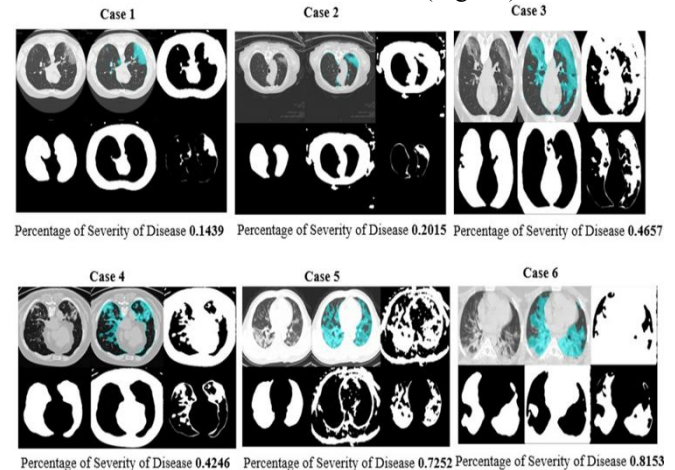 Case 1
Case 2
Case 3
Percentage of Severity of Disease 0.1439
Percentage of Severity of Disease 0.2015
Percentage of Severity of Disease 0.4657
Case 4
Case 5
Case 6
Percentage of Severity of Disease 0.4246
Percentage of Severity of Disease 0.7252
Percentage of Severity of Disease 0.8153